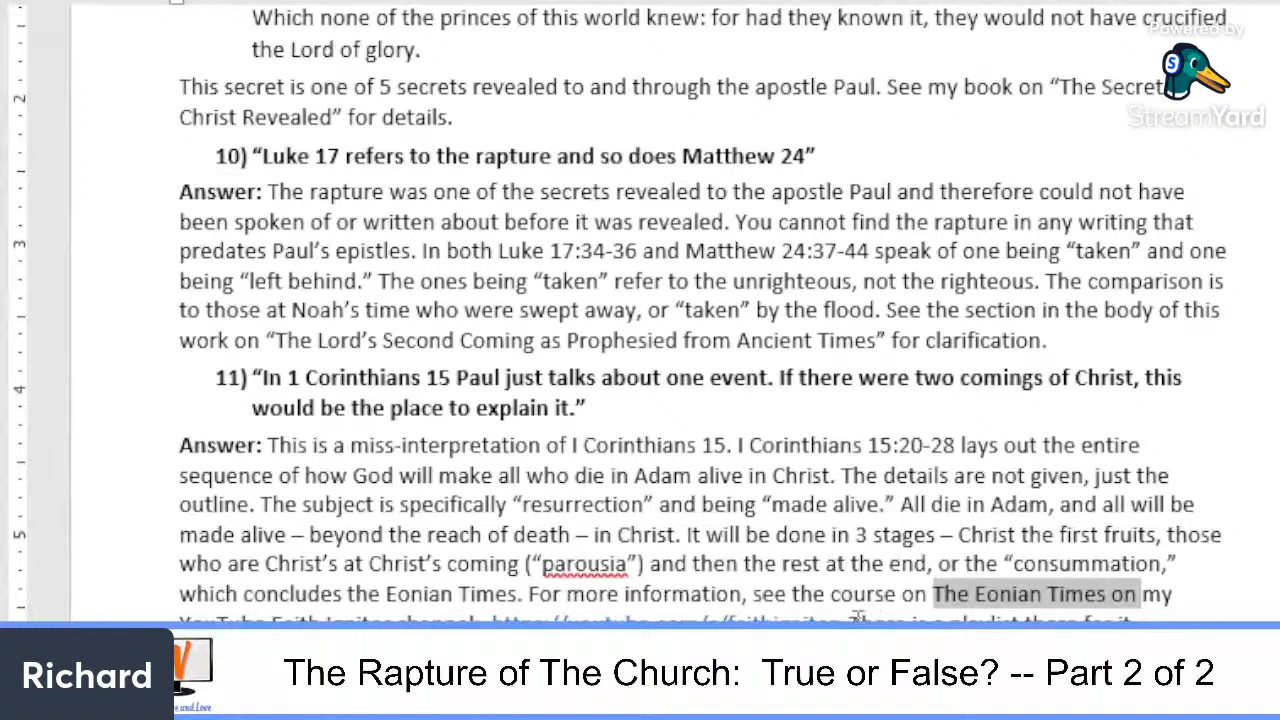 Which none of the princes of this world knew: for had they known it, they would not have crucified
Powered by
the Lord of glory.
This secret is one of 5 secrets revealed to and through the apostle Paul. See my book on “The Secret
StreamYard
Christ Revealed” for details.
10) “Luke 17 refers to the rapture and so does Matthew 24”
Answer: The rapture was one of the secrets revealed to the apostle Paul and therefore could not have
been spoken of or written about before it was revealed. You cannot find the rapture in any writing that
predates Paul’s epistles. In both Luke 17:34-36 and Matthew 24:37-44 speak of one being “taken” and one
being “left behind.” The ones being “taken” refer to the unrighteous, not the righteous. The comparison is
to those at Noah’s time who were swept away, or “taken” by the flood. See the section in the body of this
work on “The Lord’s Second Coming as Prophesied from Ancient Times” for clarification.
11) “In 1 Corinthians 15 Paul just talks about one event. If there were two comings of Christ, this
would be the place to explain it.”
Answer: This is a miss-interpretation of I Corinthians 15. I Corinthians 15:20-28 lays out the entire
sequence of how God will make all who die in Adam alive in Christ. The details are not given, just the
outline. The subject is specifically “resurrection” and being “made alive.” All die in Adam, and all will be
made alive – beyond the reach of death – in Christ. It will be done in 3 stages – Christ the first fruits, those
who are Christ’s at Christ’s coming (“parousia”) and then the rest at the end, or the “consummation,”
which concludes the Eonian Times. For more information, see the course on The Eonian Times on my
Richard
The Rapture of The Church: True or False? -- Part 2 of 2
and Love